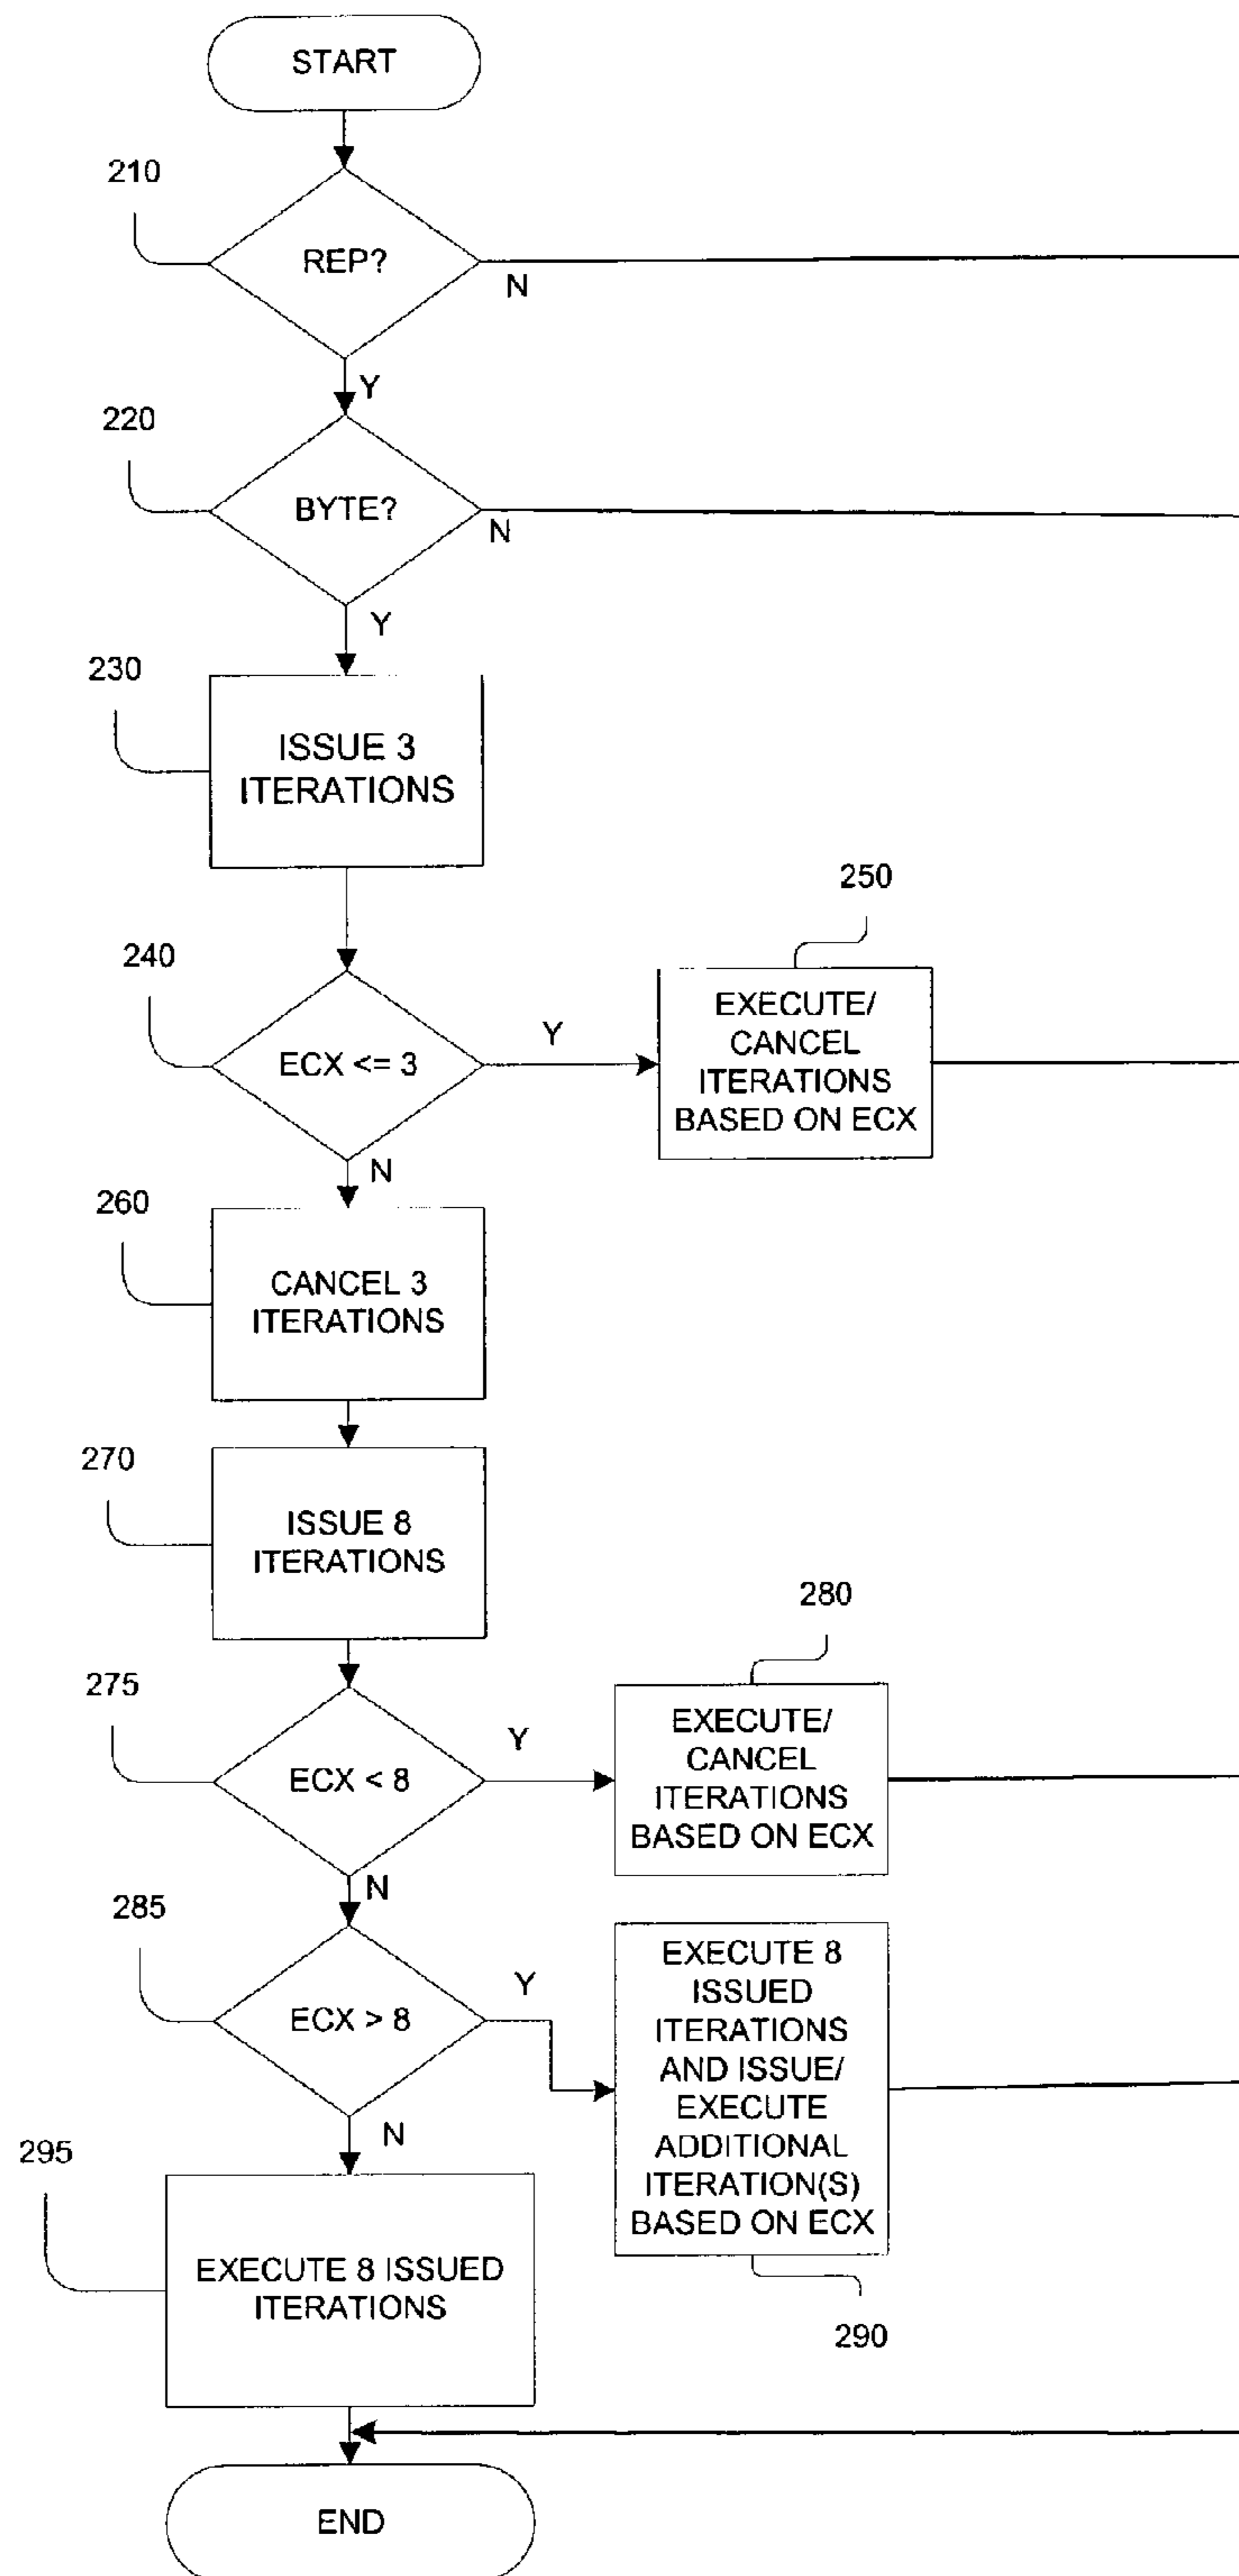 START
210
REP?
N
Y
220
BYTE?
N
Y
230
ISSUE 3
ITERATIONS
240
ECX <= 3
Y
N
250
EXECUTE/
CANCEL
ITERATIONS
BASED ON ECX
260
CANCEL 3
ITERATIONS
270
ISSUE 8
ITERATIONS
275
ECX < 8
Y
N
280
EXECUTE/
CANCEL
ITERATIONS
BASED ON ECX
285
ECX > 8
Y
N
EXECUTE 8
ISSUED
ITERATIONS
AND ISSUE/
EXECUTE
ADDITIONAL
ITERATION(S)
BASED ON ECX
290
295
EXECUTE 8 ISSUED
ITERATIONS
END